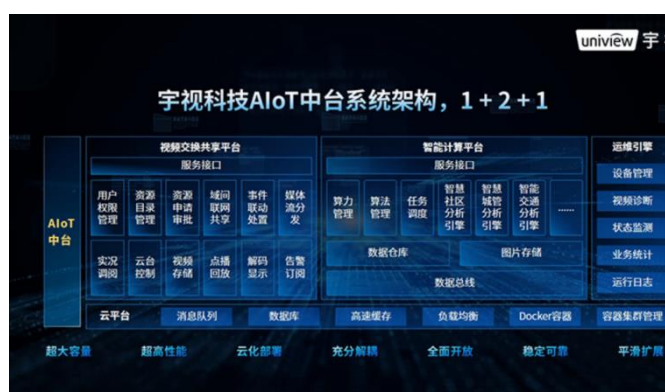 uniview 宇
宇视科技AIoT中台系统架构，1+2+1
AIoT中台
视频交换共享平台
服务接口
用户权限管理
资源目录管理
资源申请审批
域间联网共享
事件联动处置
媒体流分发
实况调阅
云台控制
视频存储
点播回放
解码显示
告警订阅
智能计算平台
服务接口
算力管理
算法管理
任务调度
智慧社区分析引擎
智慧城管分析引擎
智能交通分析引擎
……
数据仓库
图片存储
数据总线
运维引擎
设备管理
视频诊断
状态监测
业务统计
运行日志
云平台
消息队列
数据库
高速缓存
负载均衡
Docker容器
容器集群管理
超大容量
超高性能
云化部署
充分解耦
全面开放
稳定可靠
平滑扩展